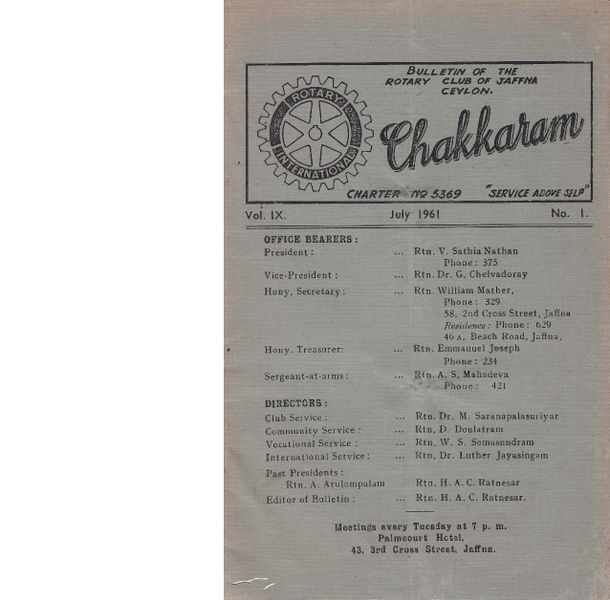 BULLETIN OF THE
ROTARY CLUB OF JAFFNA
CEYLON.
ROTARY
INTERNATIONAL
Chakkaram
CHARTER No 5369 "SERVICE ABOVE SELF"
Vol. IX. July 1961 No. 1.
OFFICE BEARERS:
President: ... Rtn. V. Sathia Nathan
Phone: 375
Vice-President: ... Rtn. Dr. G. Chelvadoray
Hony. Secretary: ... Rtn. William Mather,
Phone: 329
58, 2nd Cross Street, Jaffna
Residence: Phone: 629
46A, Beach Road, Jaffna.
Hony. Treasurer: ... Rtn. Emmanuel Joseph
Phone: 234
Sergeant-at-arms: ... Rtn. A. S. Mahadeva
Phone: 421
DIRECTORS:
Club Service: ... Rtn. Dr. M. Saranapalasuriyar
Community Service: ... Rtn. D. Doulatram
Vocational Service: ... Rtn. W. S. Somasundram
International Service: ... Rtn. Dr. Luther Jayasingam
Past Presidents:
Rtn. A. Arulampalam Rtn. H. A. C. Ratnesar
Editor of Bulletin: ... Rtn. H. A. C. Ratnesar.
Meetings every Tuesday at 7 p. m.
Palmcourt Hotel,
43, 3rd Cross Street, Jaffna.